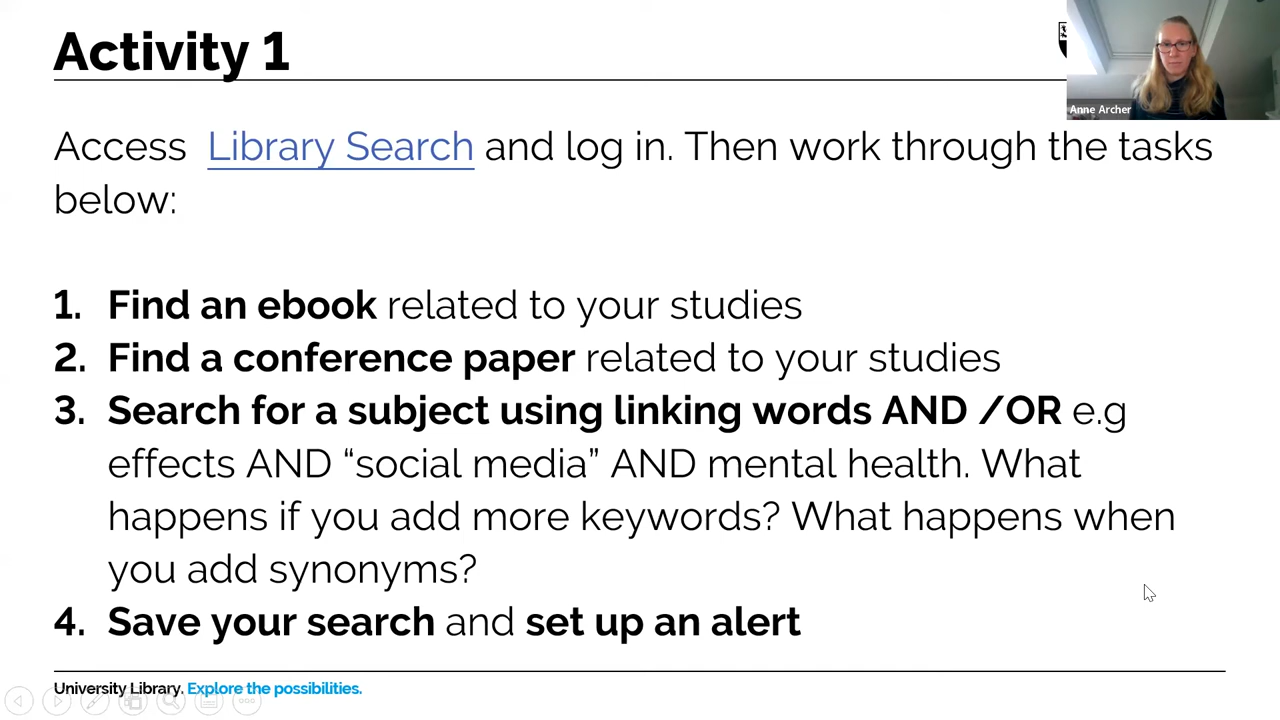 Activity 1
Anne Archer
Access Library Search and log in. Then work through the tasks
below:
1. Find an ebook related to your studies
2. Find a conference paper related to your studies
3. Search for a subject using linking words AND /OR e.g
effects AND “social media” AND mental health. What
happens if you add more keywords? What happens when
you add synonyms?
4. Save your search and set up an alert
University Library. Explore the possibilities.